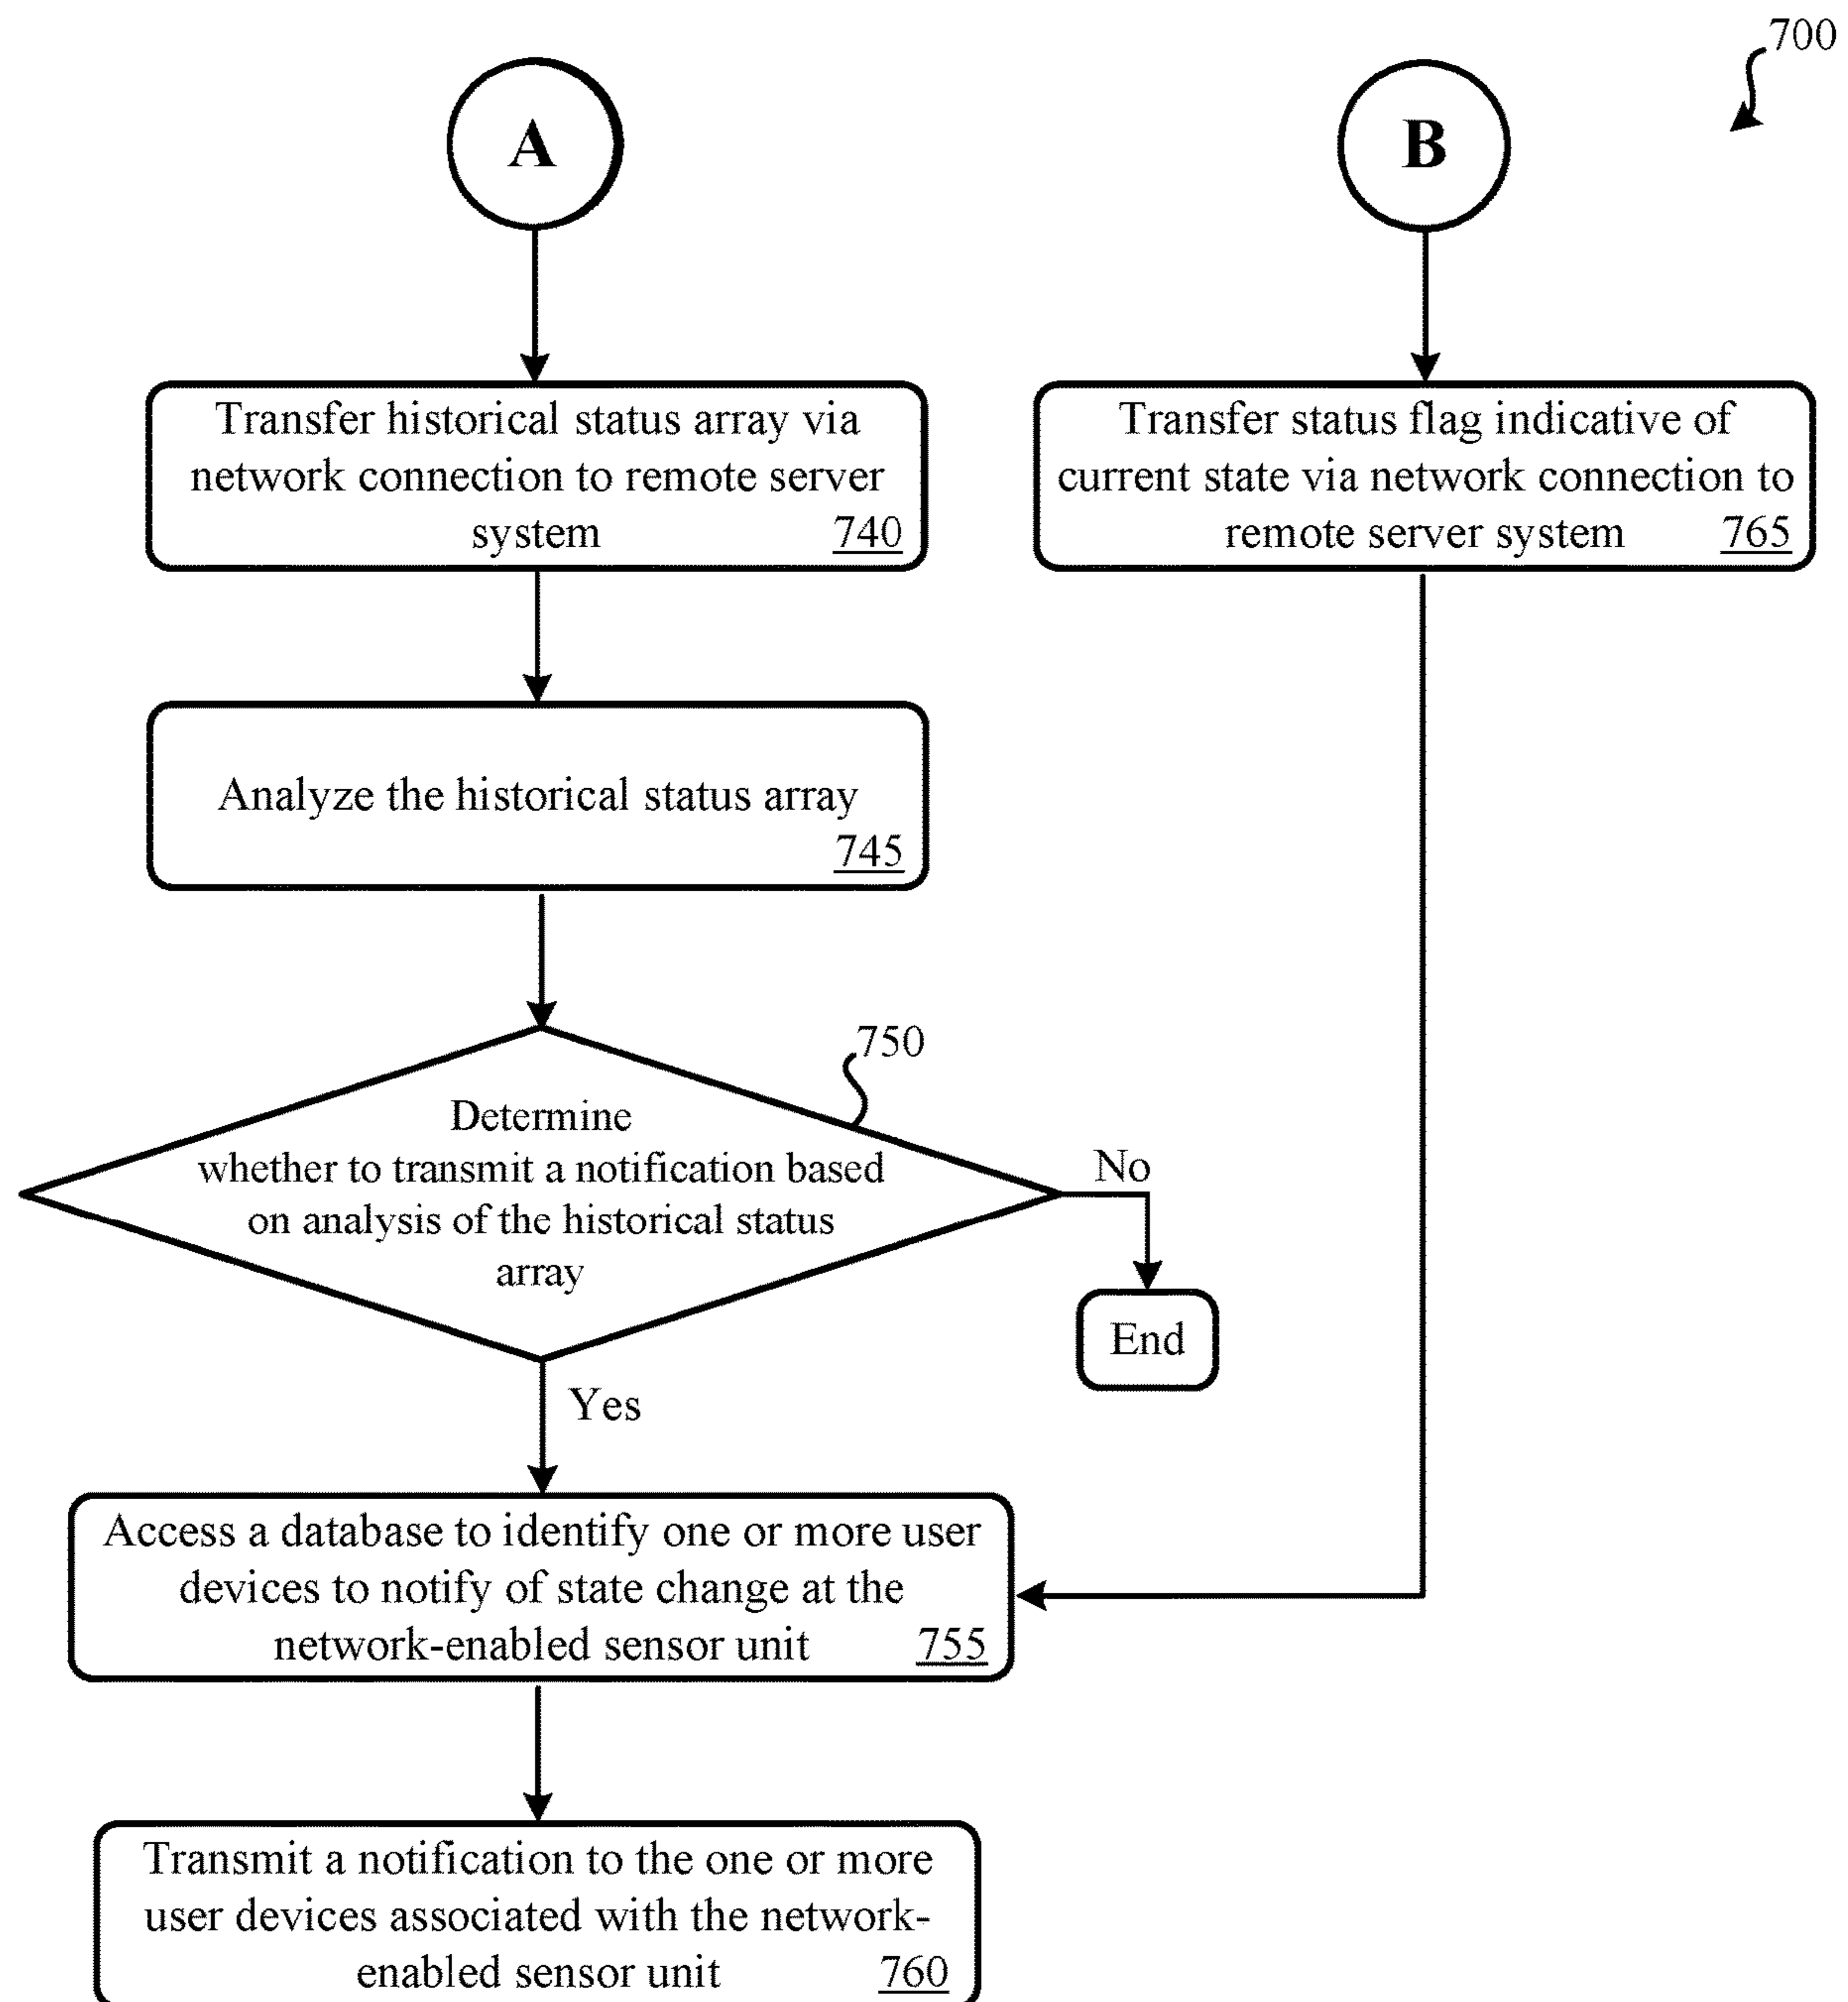 700
A
B
Transfer historical status array via
network connection to remote server
system 740
Transfer status flag indicative of
current state via network connection to
remote server system 765
Analyze the historical status array
745
750
Determine
whether to transmit a notification based
on analysis of the historical status
array
No
End
Yes
Access a database to identify one or more user
devices to notify of state change at the
network-enabled sensor unit 755
Transmit a notification to the one or more
user devices associated with the network-
enabled sensor unit 760